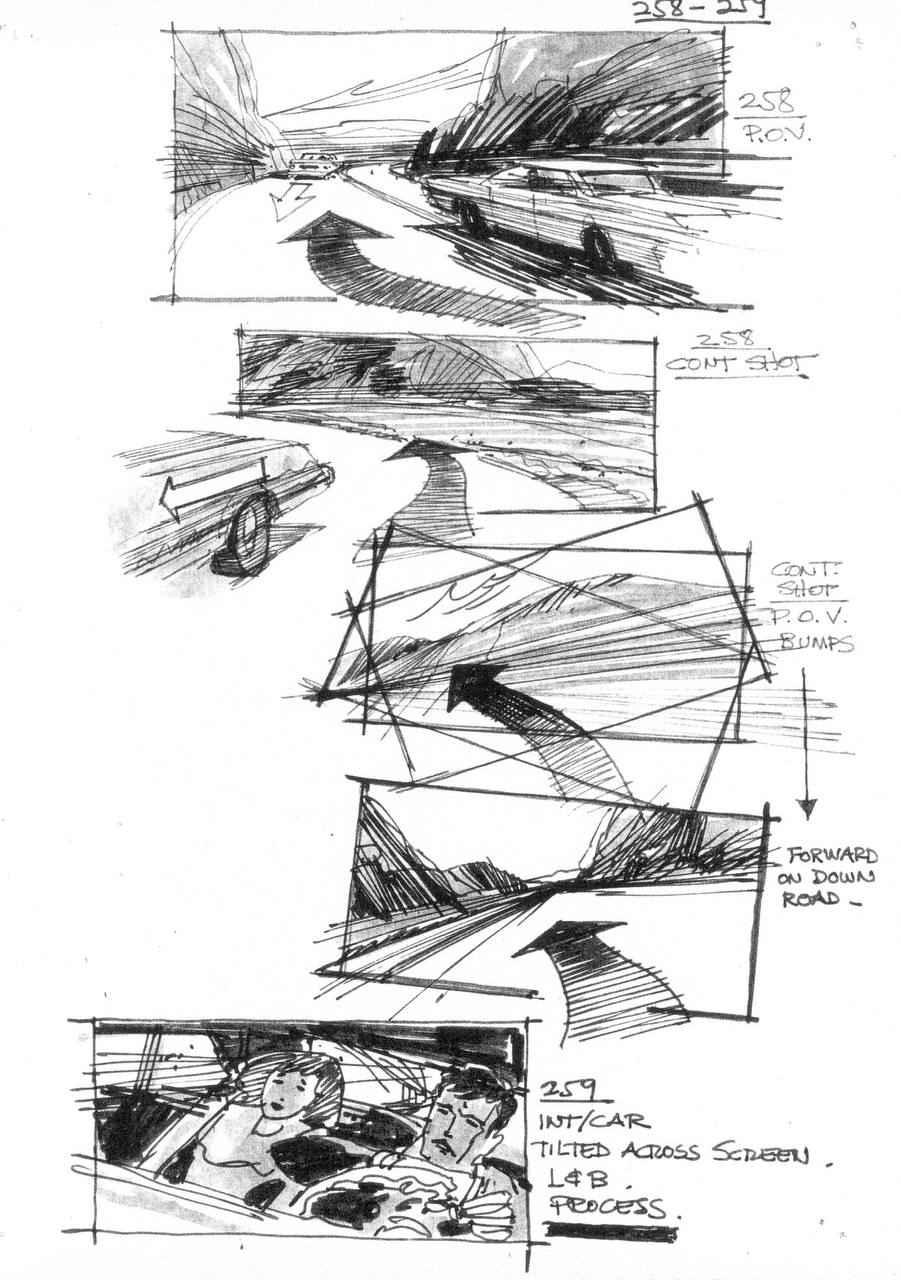 258 - 259
258
P.O.V.
258
CONT SHOT
CONT.
SHOT
P.O.V.
BUMPS
FORWARD
ON DOWN
ROAD -
259
INT/CAR
TILTED ACROSS SCREEN.
L&B.
PROCESS.